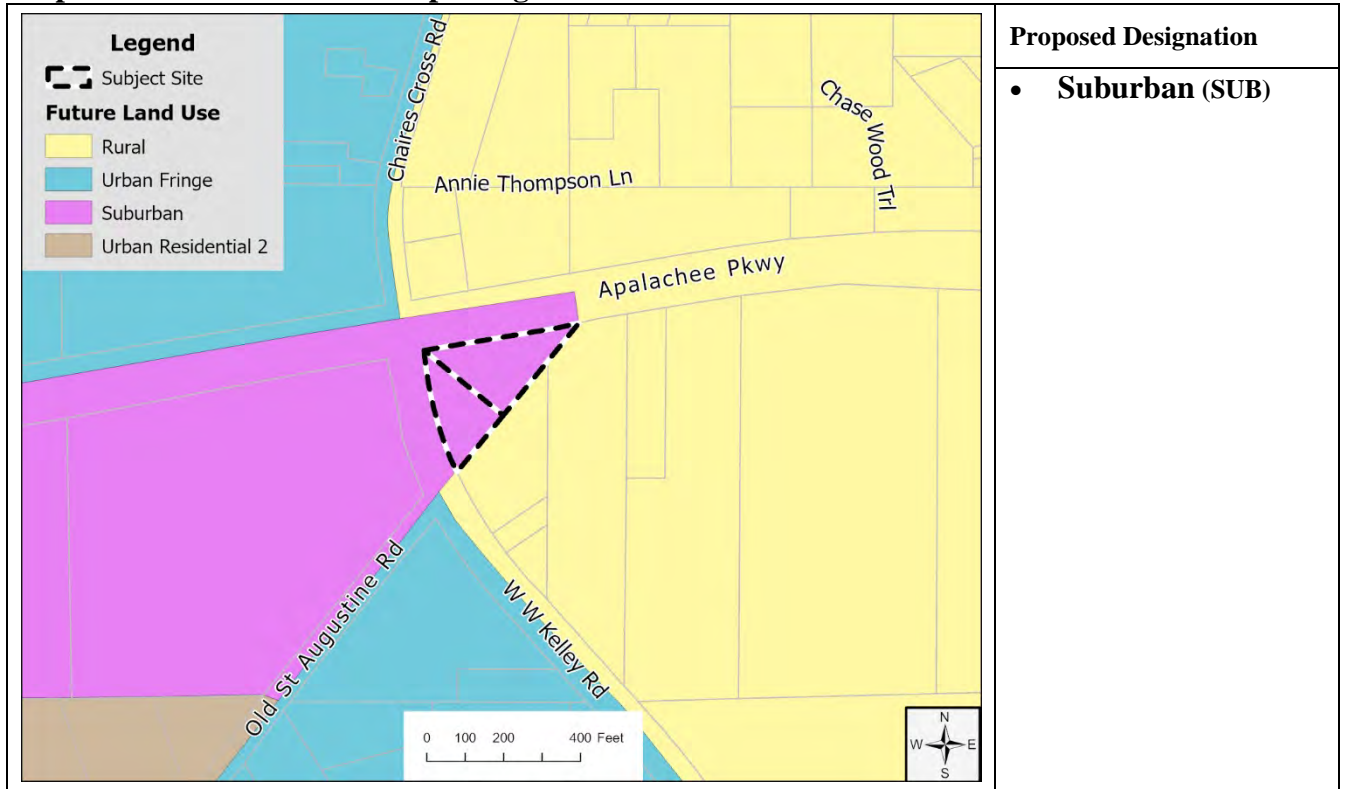 Legend
Subject Site
Future Land Use
Rural
Urban Fringe
Suburban
Urban Residential 2
Chaires Cross Rd
Chase Wood Trl
Annie Thompson Ln
Apalachee Pkwy
Old St Augustine Rd
W W Kelley Rd
0 100 200 400 Feet
N
W E
S
Proposed Designation
• Suburban (SUB)